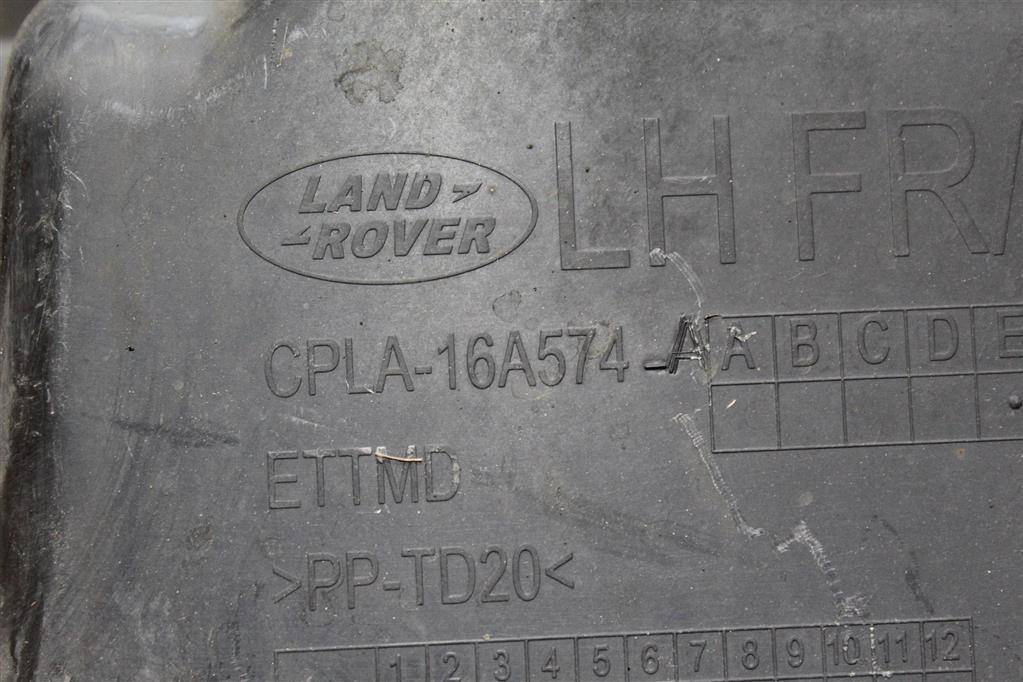 LAND
ROVER
LH FR
CPLA-16A574-A A B C D E
ETTMD
>PP-TD20<
1 2 3 4 5 6 7 8 9 10 11 12